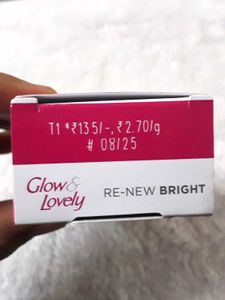 T1 *₹135/-, ₹2.70/g
# 08/25
Glow & Lovely
RE-NEW BRIGHT